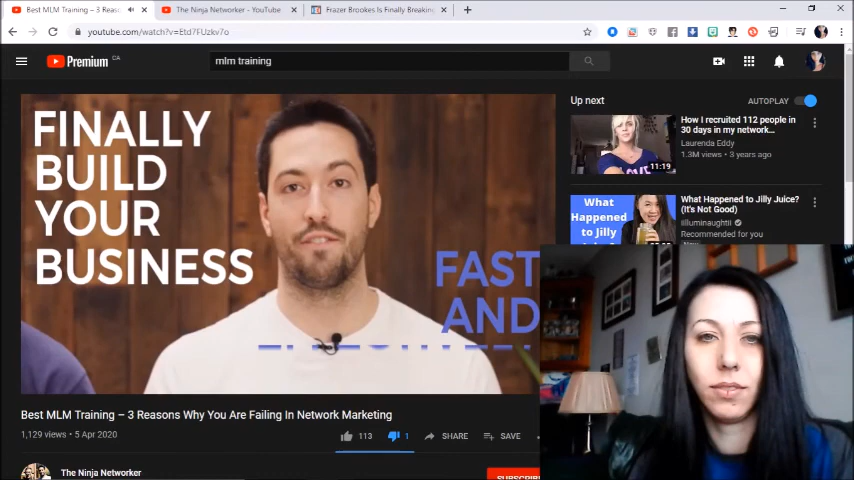 Best MLM Training – 3 Reas
The Ninja Networker - YouTube
Frazer Brookes Is Finally Breakin
youtube.com/watch?v=Etd7FUzkv7o
Premium
CA
mlm training
FINALLY
BUILD
YOUR
BUSINESS
FAST
AND
Up next
AUTOPLAY
How I recruited 112 people in
30 days in my network...
Laurenda Eddy
1.3M views • 3 years ago
11:19
What
Happened
to Jilly
What Happened to Jilly Juice?
(It's Not Good)
iilluminaughtii
Recommended for you
Best MLM Training – 3 Reasons Why You Are Failing In Network Marketing
1,129 views • 5 Apr 2020
113
1
SHARE
SAVE
The Ninja Networker